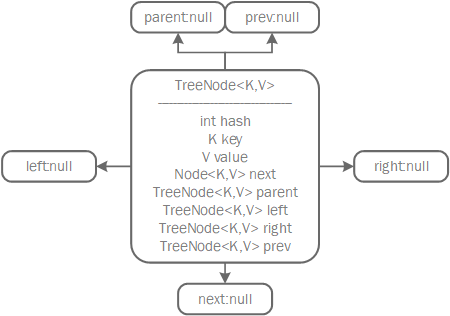 parent:null
prev:null
TreeNode<K,V>
------------------------------------
int hash
K key
V value
Node<K,V> next
TreeNode<K,V> parent
TreeNode<K,V> left
TreeNode<K,V> right
TreeNode<K,V> prev
left:null
right:null
next:null